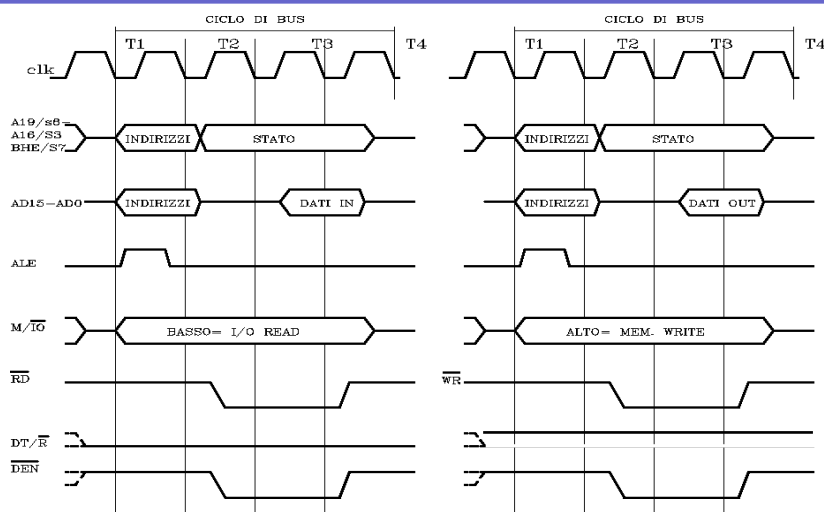 CICLO DI BUS
T1 T2 T3 T4
clk
A19/s6-
A16/S3
BHE/S7
INDIRIZZI STATO
AD15-AD0 INDIRIZZI DATI IN
ALE
M/IO BASSO= I/O READ
RD
DT/R
DEN
CICLO DI BUS
T1 T2 T3 T4
INDIRIZZI STATO
INDIRIZZI DATI OUT
ALTO= MEM. WRITE
WR